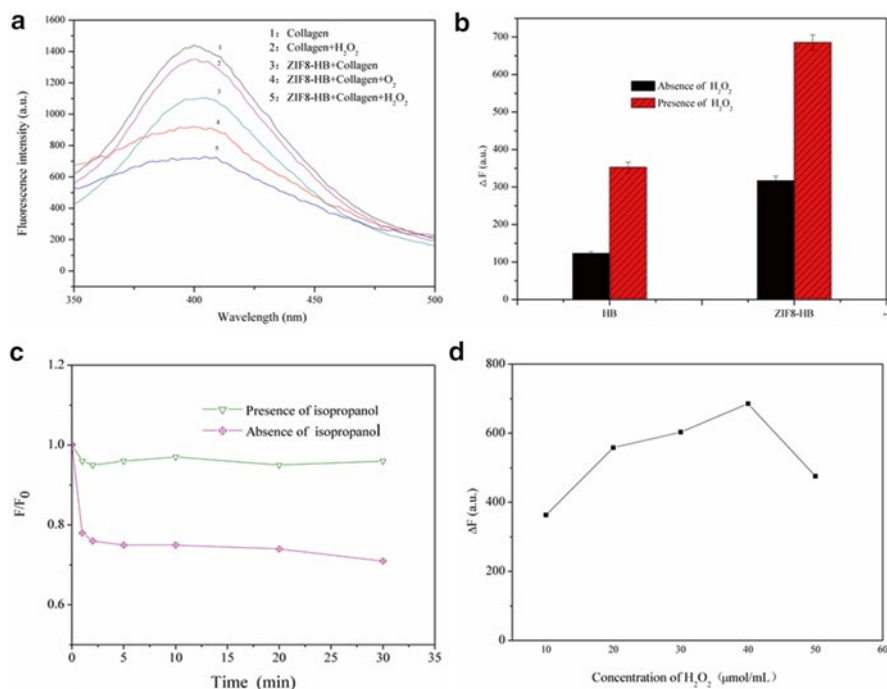 a
1600
1400
1200
1000
800
600
400
200
0
350
400
450
500
Fluorescence intensity (a.u.)
Wavelength (nm)
1
2
3
4
5
1: Collagen
2: Collagen+H₂O₂
3: ZIF8-HB+Collagen
4: ZIF8-HB+Collagen+O₂
5: ZIF8-HB+Collagen+H₂O₂
b
700
600
500
400
300
200
100
0
Δ F (a.u.)
Absence of H₂O₂
Presence of H₂O₂
HB
ZIF8-HB
c
1.2
1.0
0.8
0.6
F/F₀
0
5
10
15
20
25
30
35
Time (min)
Presence of isopropanol
Absence of isopropanol
d
800
600
400
200
0
ΔF (a.u.)
10
20
30
40
50
60
Concentration of H₂O₂ (μmol/mL)